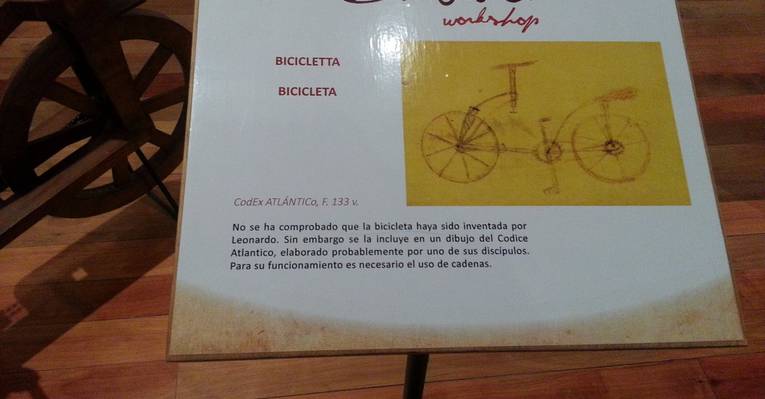 workshop
BICICLETTA
BICICLETA
CodEx ATLÁNTICo, F. 133 v.
No se ha comprobado que la bicicleta haya sido inventada por
Leonardo. Sin embargo se la incluye en un dibujo del Codice
Atlantico, elaborado probablemente por uno de sus discipulos.
Para su funcionamiento es necesario el uso de cadenas.